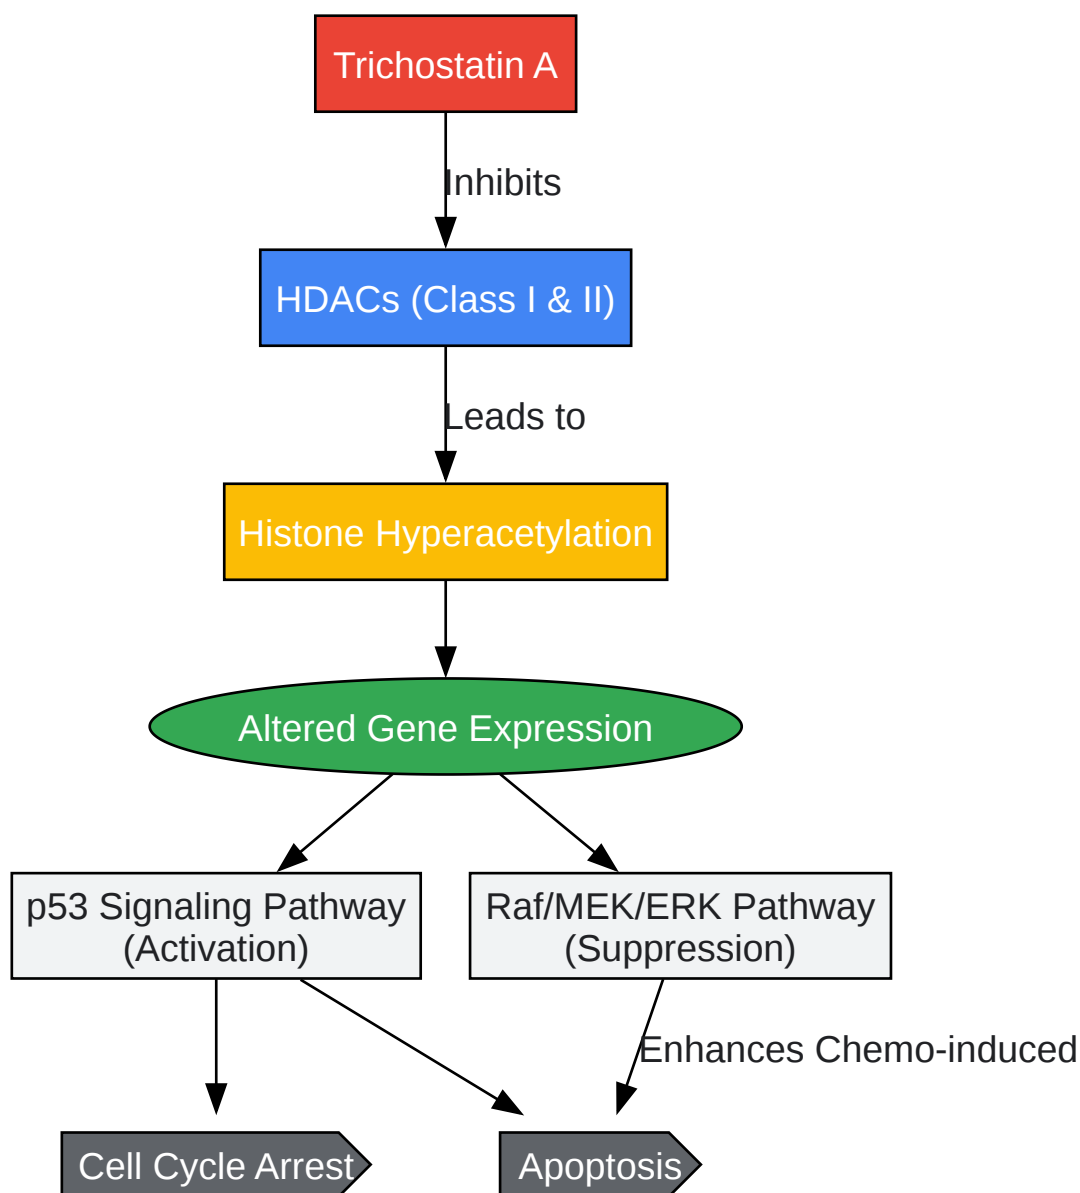 Trichostatin A
Inhibits
HDACs (Class I & II)
Leads to
Histone Hyperacetylation
Altered Gene Expression
p53 Signaling Pathway
(Activation)
Raf/MEK/ERK Pathway
(Suppression)
Enhances Chemo-induced
Cell Cycle Arrest
Apoptosis